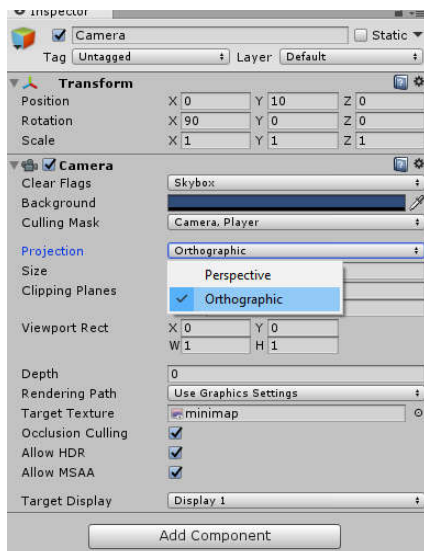 Inspector
Camera Static
Tag Untagged Layer Default
Transform
Position X 0 Y 10 Z 0
Rotation X 90 Y 0 Z 0
Scale X 1 Y 1 Z 1
Camera
Clear Flags Skybox
Background
Culling Mask Camera, Player
Projection Orthographic
Size Perspective
Clipping Planes Orthographic
Viewport Rect X 0 Y 0
W 1 H 1
Depth 0
Rendering Path Use Graphics Settings
Target Texture minimap
Occlusion Culling
Allow HDR
Allow MSAA
Target Display Display 1
Add Component